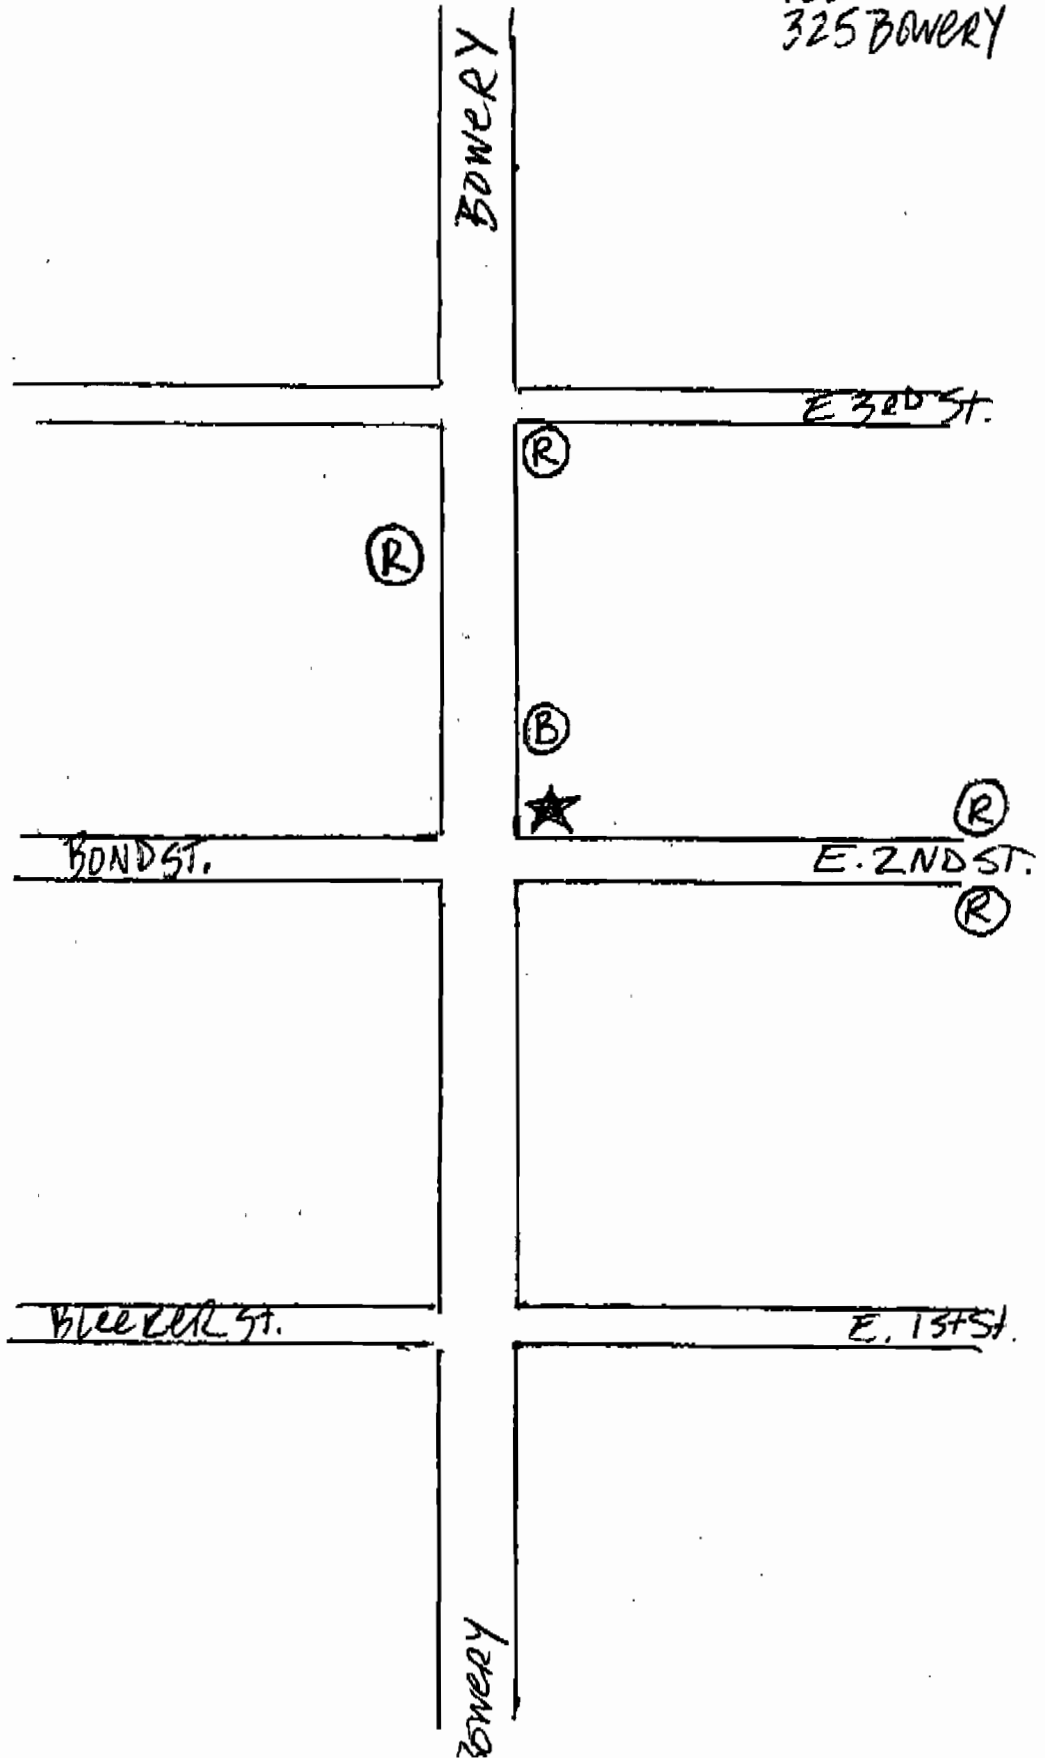 325 BOWERY
BOWERY
E 3RD St.
R
R
B
R
BOND ST.
E. 2ND ST.
R
BleekeR St.
E. 1st St.
BOWERY